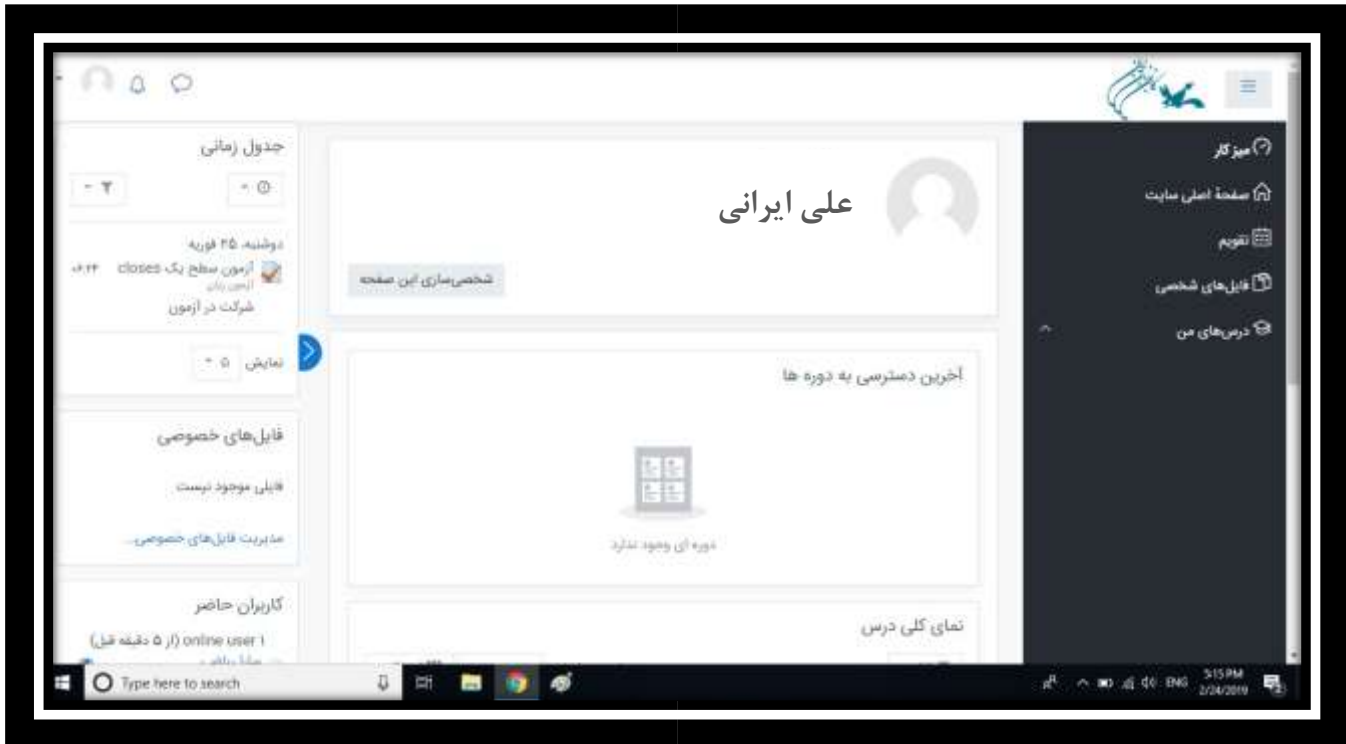 میز کار
صفحهٔ اصلی سایت
تقویم
فایل‌های شخصی
درس‌های من
علی ایرانی
شخصی‌سازی این صفحه
آخرین دسترسی به دوره ها
دوره ای وجود ندارد
نمای کلی درس
جدول زمانی
دوشنبه، ۲۵ فوریه
آزمون سطح یک closes
آزمون زبان
شرکت در آزمون
نمایش ۵
فایل‌های خصوصی
فایلی موجود نیست
مدیریت فایل‌های خصوصی...
کاربران حاضر
۱ online user (از ۵ دقیقه قبل)
Type here to search
ENG
5:15 PM
2/24/2019